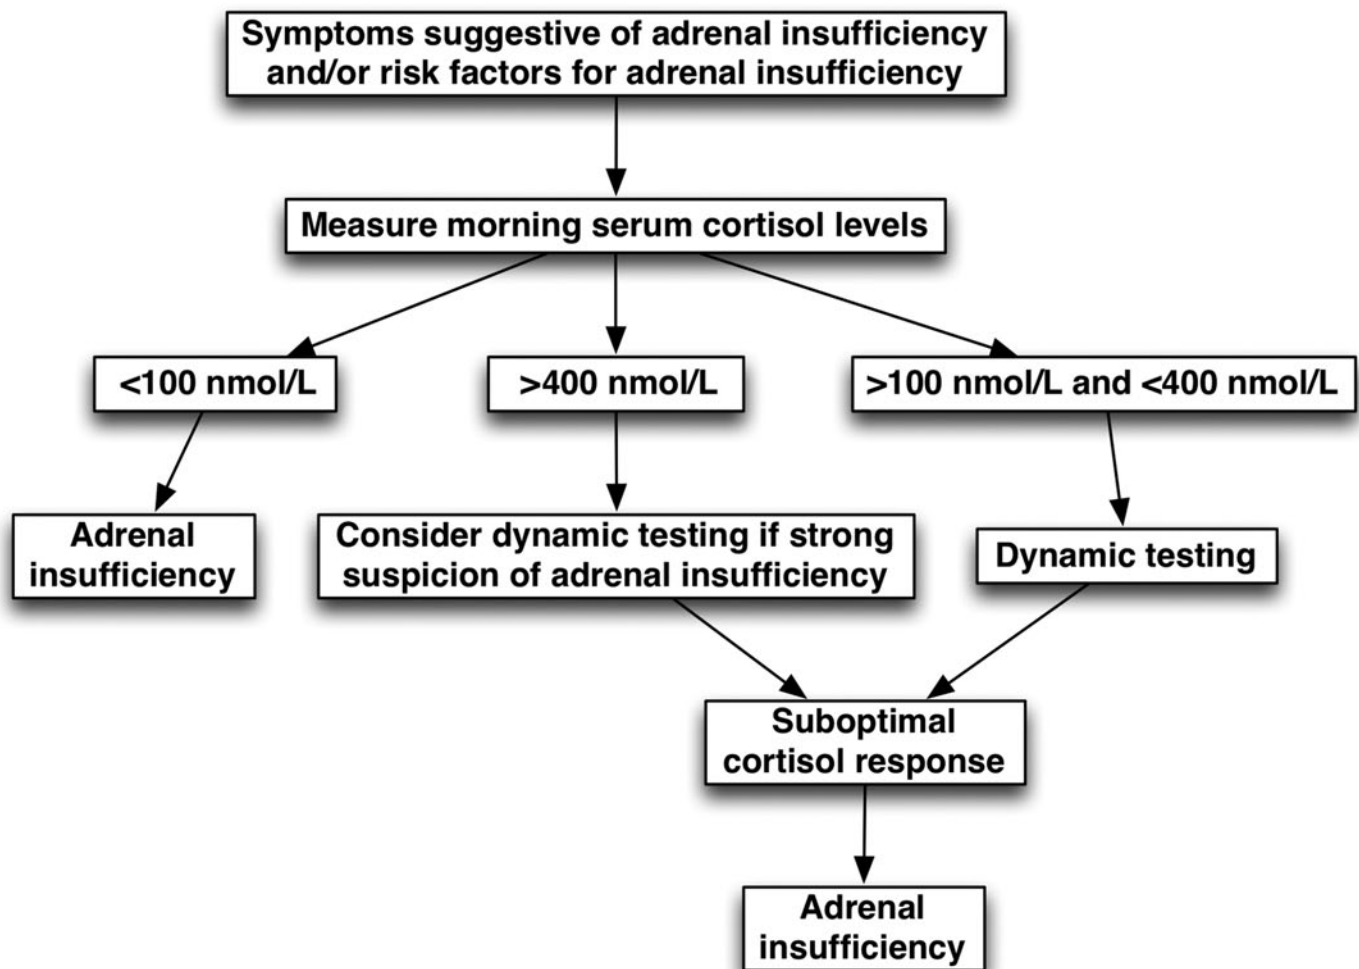 Symptoms suggestive of adrenal insufficiency
and/or risk factors for adrenal insufficiency
Measure morning serum cortisol levels
<100 nmol/L
>400 nmol/L
>100 nmol/L and <400 nmol/L
Adrenal
insufficiency
Consider dynamic testing if strong
suspicion of adrenal insufficiency
Dynamic testing
Suboptimal
cortisol response
Adrenal
insufficiency